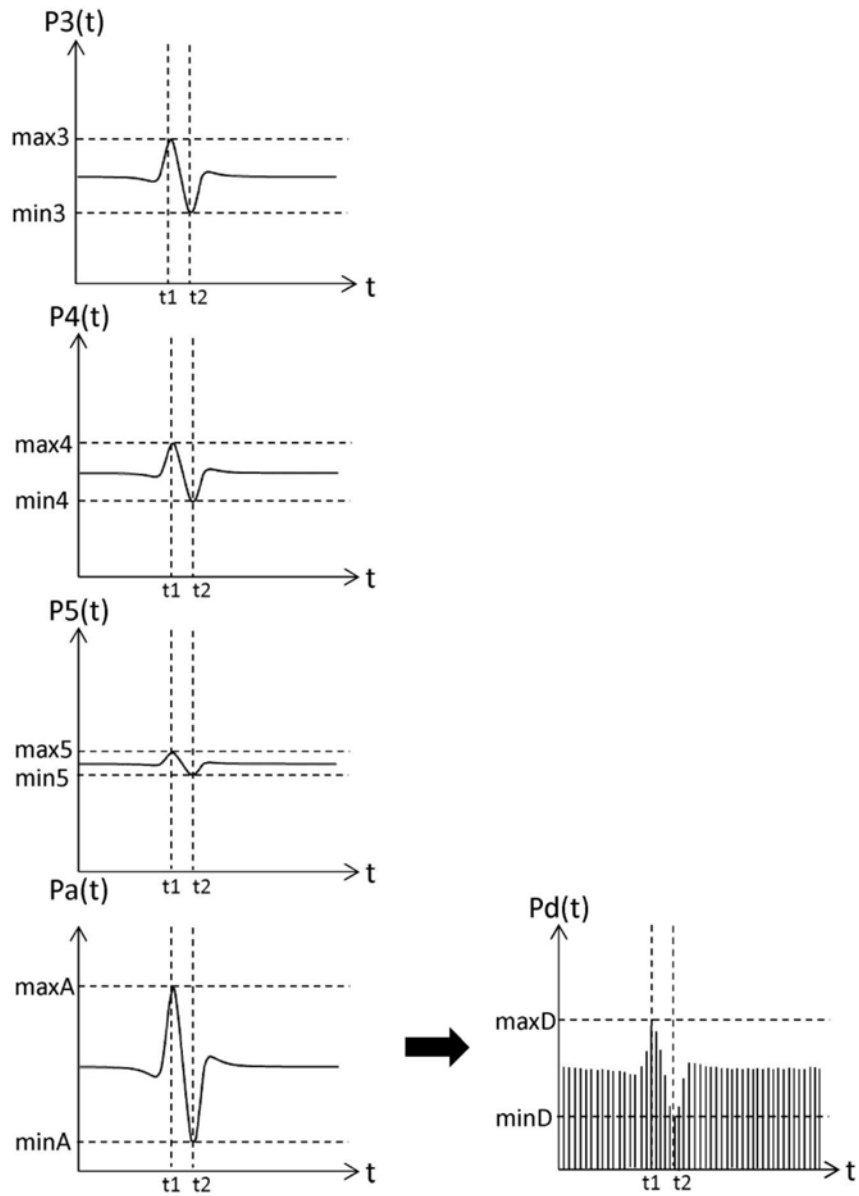 P3(t)
max3
min3
t1 t2
t
P4(t)
max4
min4
t1 t2
t
P5(t)
max5
min5
t1 t2
t
Pa(t)
maxA
minA
t1 t2
t
Pd(t)
maxD
minD
t1 t2
t